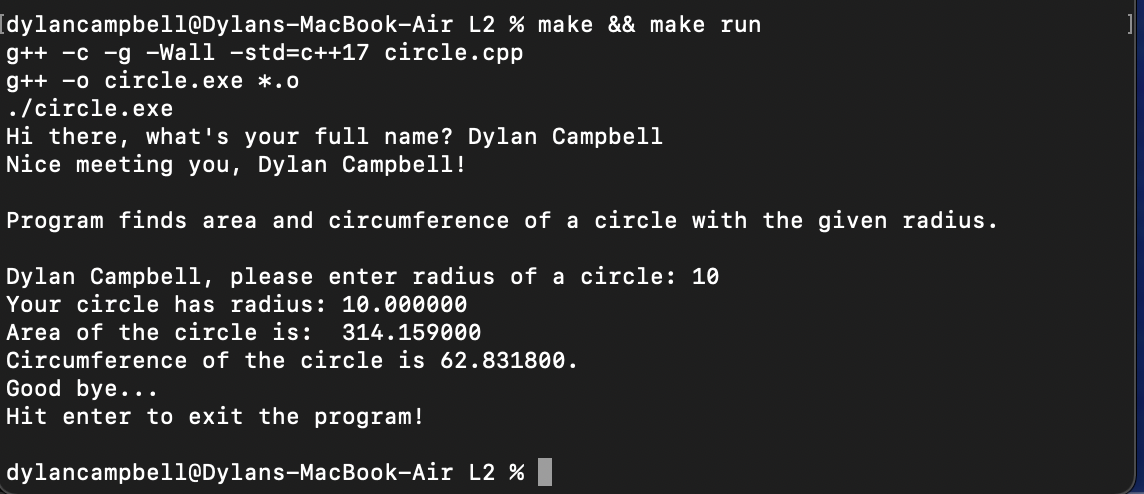 [dylancampbell@Dylans-MacBook-Air L2 % make && make run ]
g++ -c -g -Wall -std=c++17 circle.cpp
g++ -o circle.exe *.o
./circle.exe
Hi there, what's your full name? Dylan Campbell
Nice meeting you, Dylan Campbell!
Program finds area and circumference of a circle with the given radius.
Dylan Campbell, please enter radius of a circle: 10
Your circle has radius: 10.000000
Area of the circle is:  314.159000
Circumference of the circle is 62.831800.
Good bye...
Hit enter to exit the program!
dylancampbell@Dylans-MacBook-Air L2 %